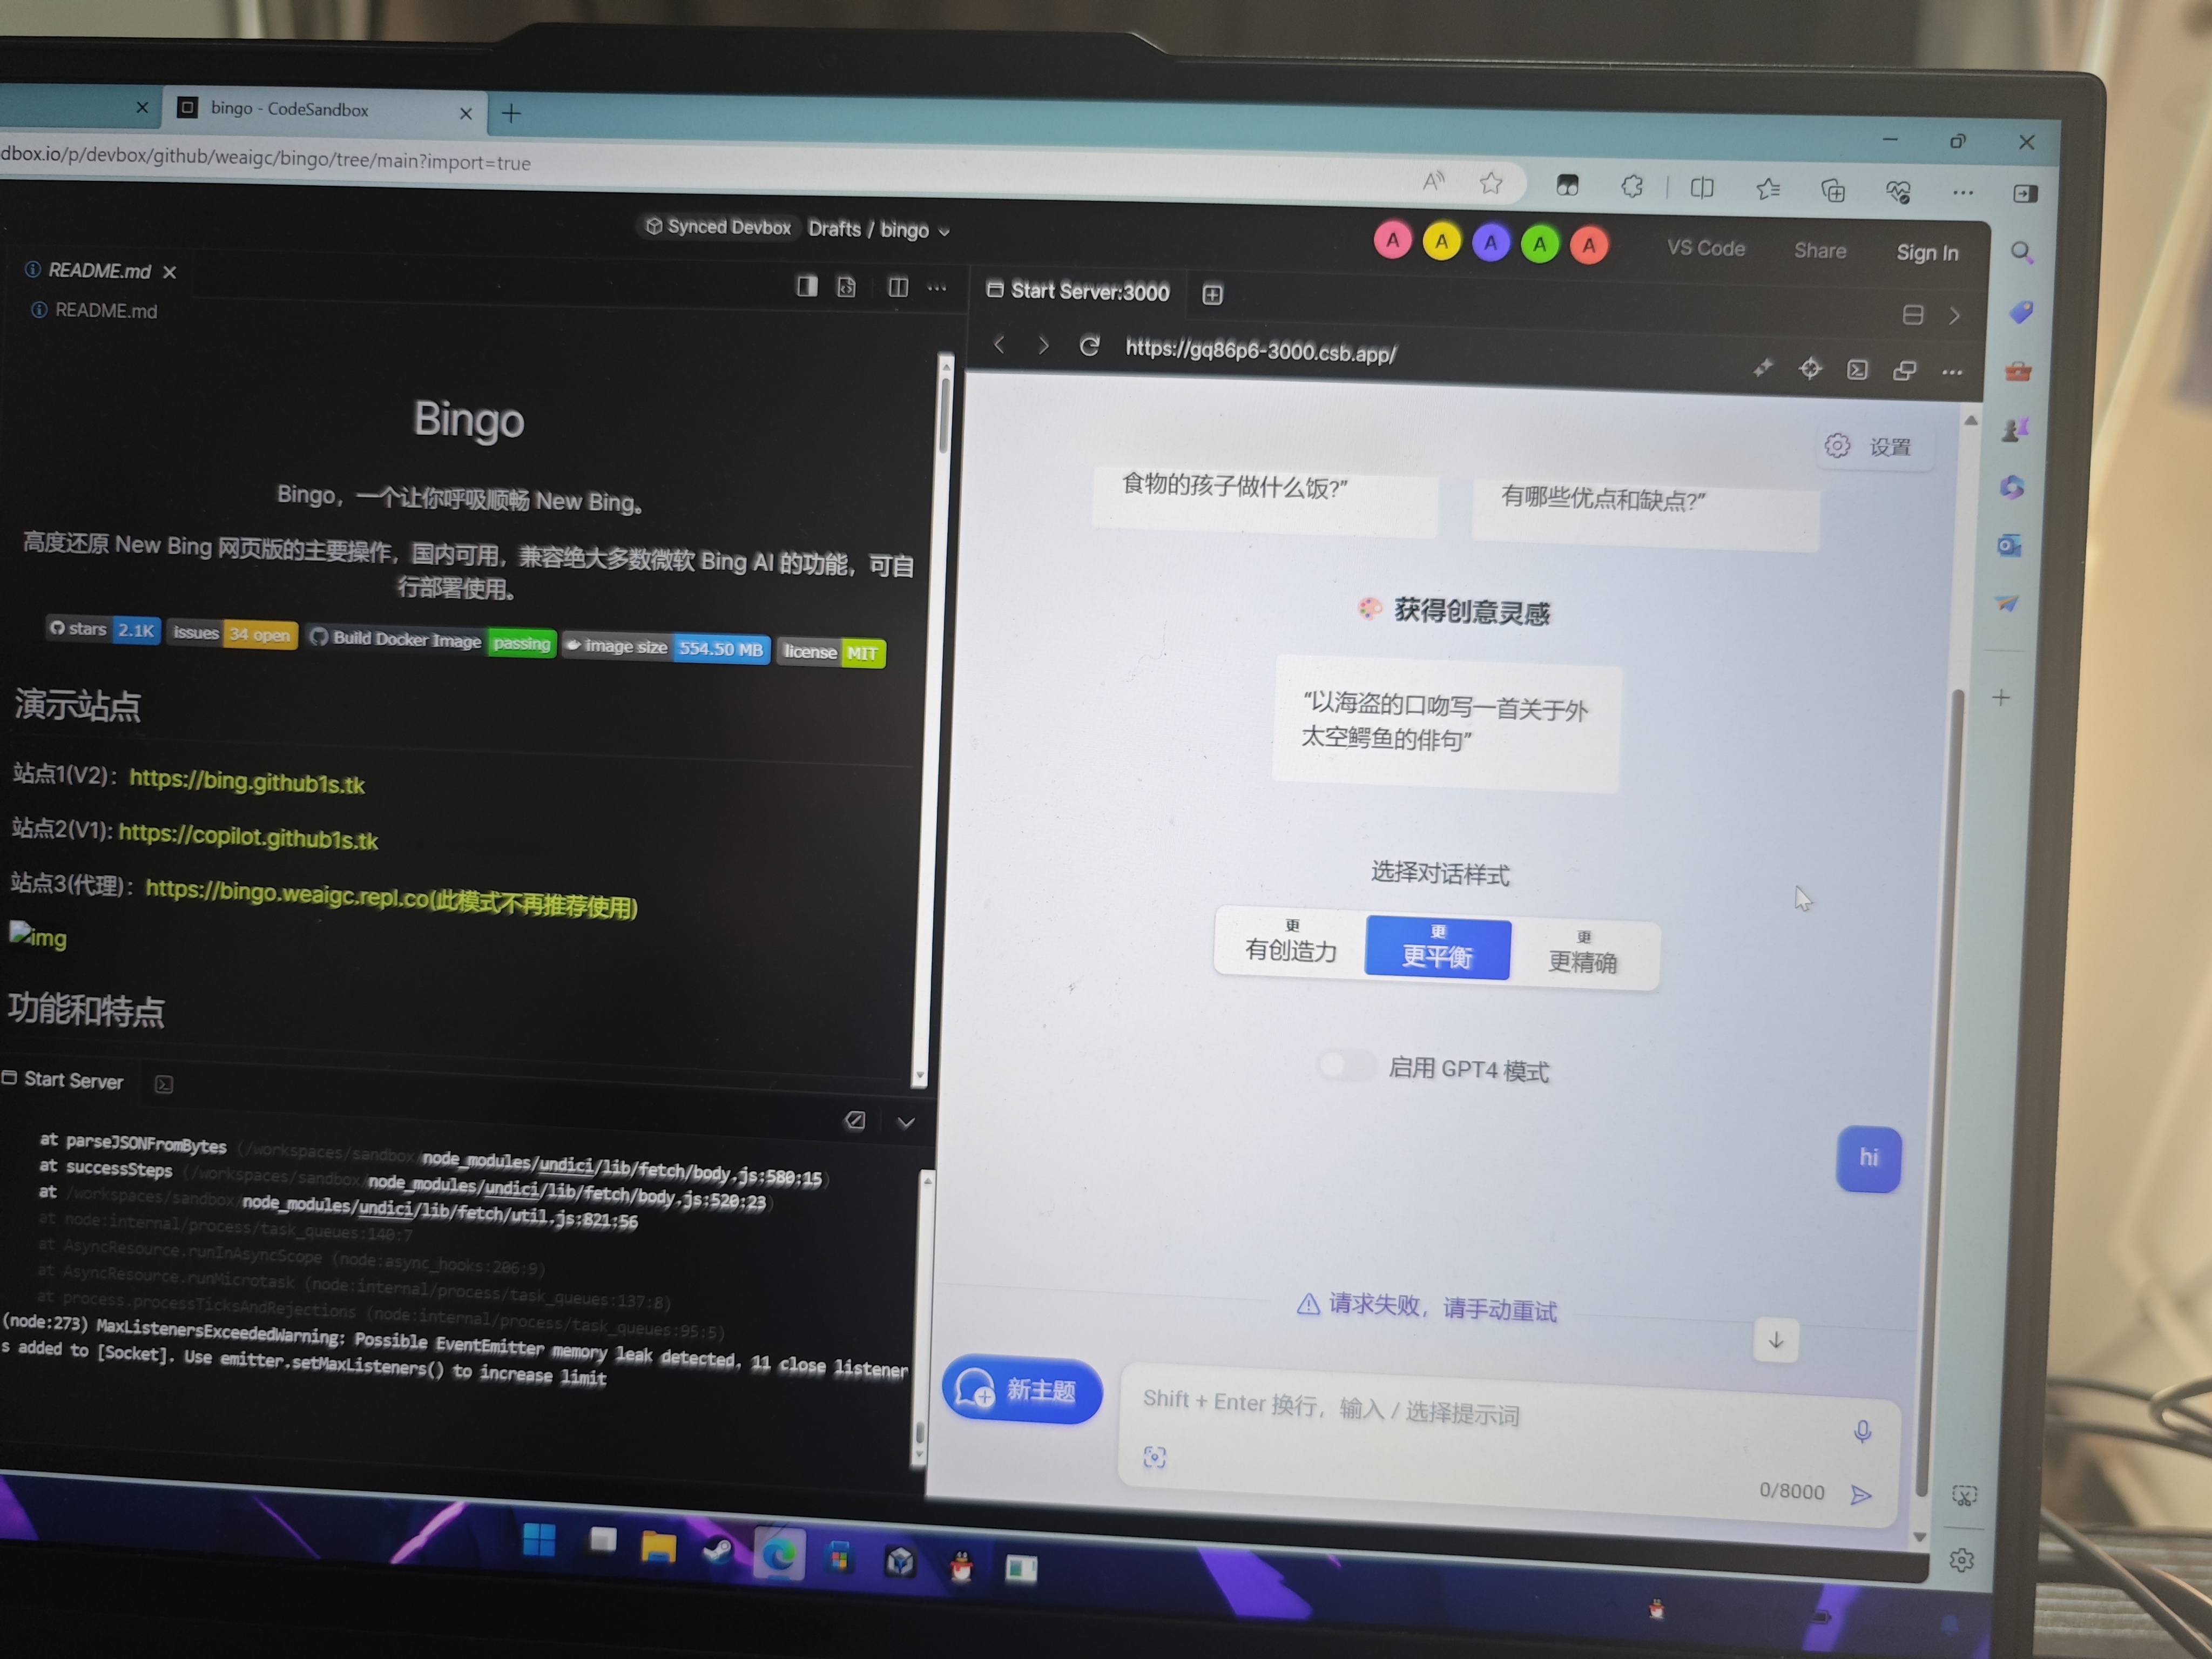 bingo - CodeSandbox
dbox.io/p/devbox/github/weaigc/bingo/tree/main?import=true
Synced Devbox Drafts / bingo
A A A A A
VS Code Share Sign In
README.md
README.md
Bingo
Bingo，一个让你呼吸顺畅 New Bing。
高度还原 New Bing 网页版的主要操作，国内可用，兼容绝大多数微软 Bing AI 的功能，可自
行部署使用。
stars 2.1K issues 34 open Build Docker Image passing image size 554.50 MB license MIT
演示站点
站点1(V2)：https://bing.github1s.tk
站点2(V1): https://copilot.github1s.tk
站点3(代理)：https://bingo.weaigc.repl.co(此模式不再推荐使用)
img
功能和特点
Start Server
at parseJSONFromBytes (/workspaces/sandbox/node_modules/undici/lib/fetch/body.js:580:15)
at successSteps (/workspaces/sandbox/node_modules/undici/lib/fetch/body.js:520:23)
at /workspaces/sandbox/node_modules/undici/lib/fetch/util.js:821:56
at node:internal/process/task_queues:140:7
at AsyncResource.runInAsyncScope (node:async_hooks:206:9)
at AsyncResource.runMicrotask (node:internal/process/task_queues:137:8)
at process.processTicksAndRejections (node:internal/process/task_queues:95:5)
(node:273) MaxListenersExceededWarning: Possible EventEmitter memory leak detected. 11 close listener
s added to [Socket]. Use emitter.setMaxListeners() to increase limit
Start Server:3000
https://gq86p6-3000.csb.app/
设置
食物的孩子做什么饭?”
有哪些优点和缺点?”
获得创意灵感
“以海盗的口吻写一首关于外
太空鳄鱼的俳句”
选择对话样式
更 更 更
有创造力 更平衡 更精确
启用 GPT4 模式
hi
请求失败，请手动重试
新主题
Shift + Enter 换行，输入 / 选择提示词
0/8000